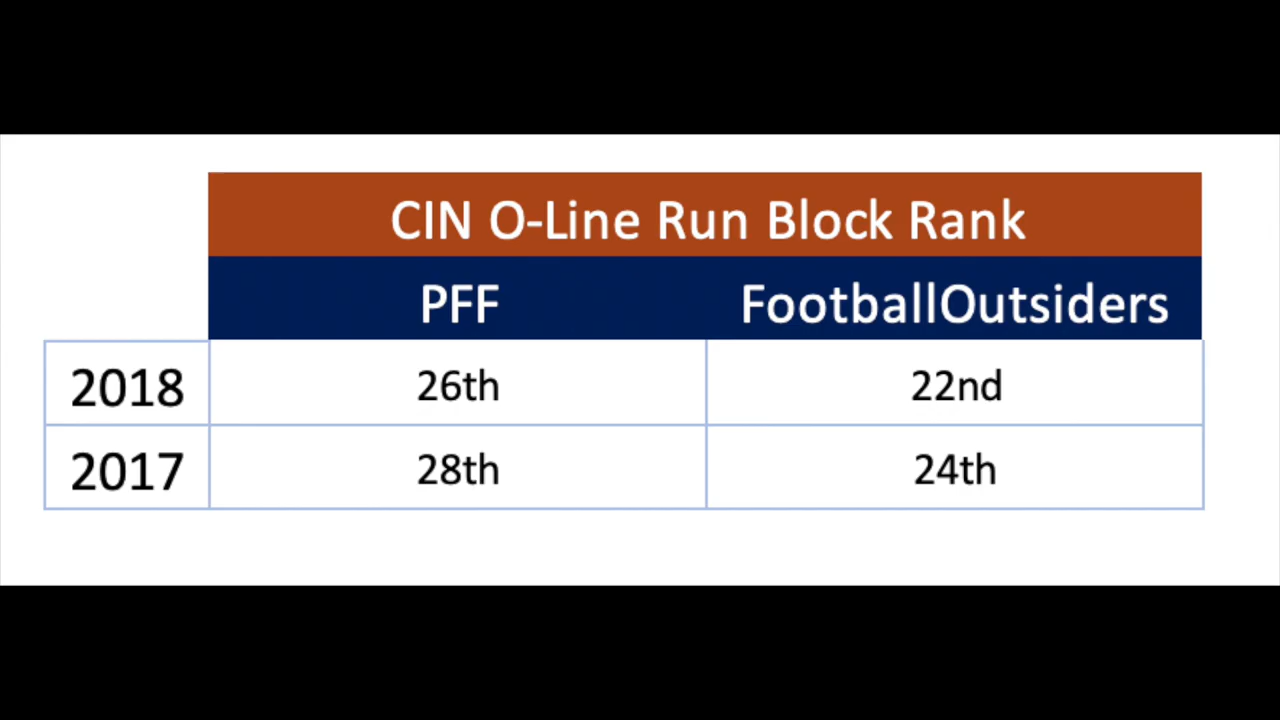 CIN O-Line Run Block Rank
PFF FootballOutsiders
2018 26th 22nd
2017 28th 24th